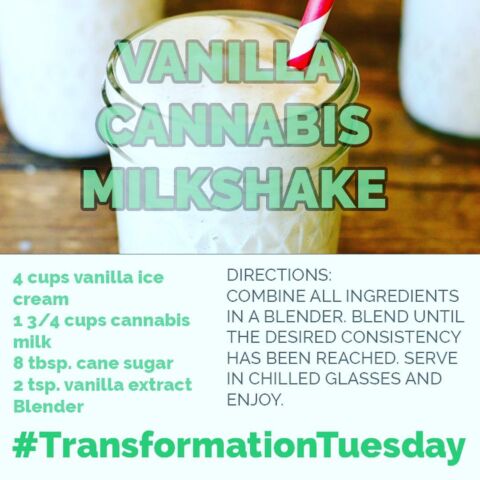 VANILLA
CANNABIS
MILKSHAKE
4 cups vanilla ice
cream
1 3/4 cups cannabis
milk
8 tbsp. cane sugar
2 tsp. vanilla extract
Blender
DIRECTIONS:
COMBINE ALL INGREDIENTS
IN A BLENDER. BLEND UNTIL
THE DESIRED CONSISTENCY
HAS BEEN REACHED. SERVE
IN CHILLED GLASSES AND
ENJOY.
#TransformationTuesday